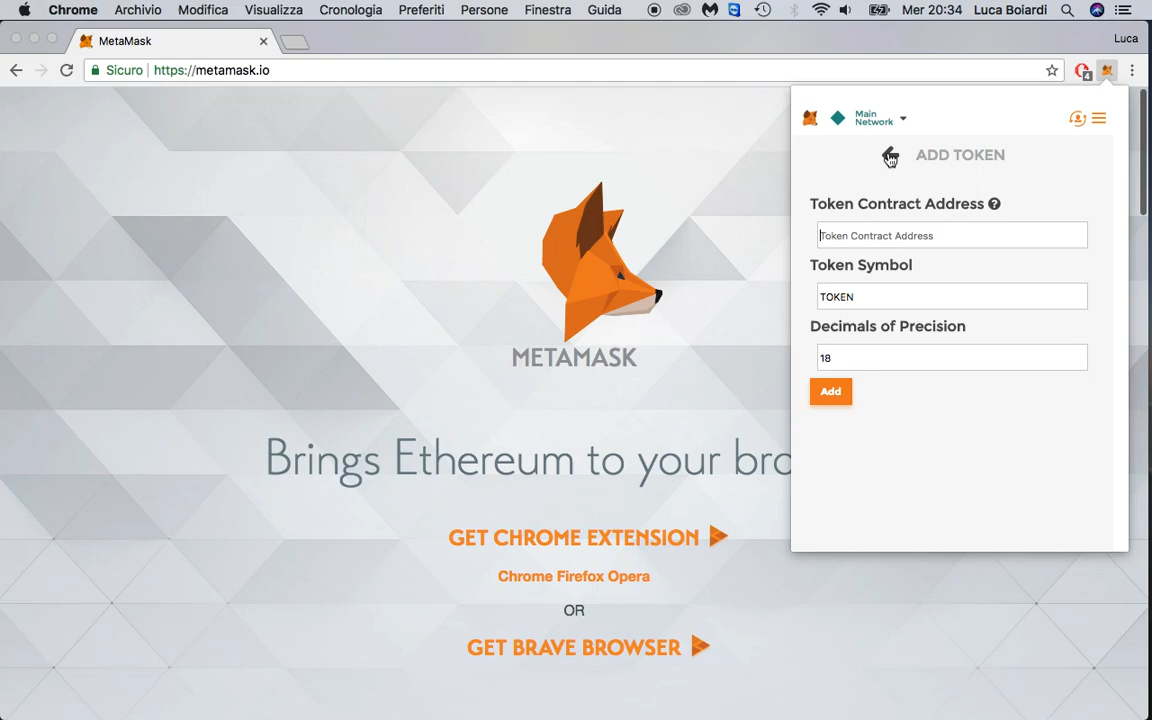 Chrome Archivio Modifica Visualizza Cronologia Preferiti Persone Finestra Guida Mer 20:34 Luca Boiardi
MetaMask
Luca
Sicuro https://metamask.io
4
Main
Network
ADD TOKEN
Token Contract Address ?
Token Contract Address
Token Symbol
TOKEN
Decimals of Precision
18
Add
METAMASK
Brings Ethereum to your bro
GET CHROME EXTENSION
Chrome Firefox Opera
OR
GET BRAVE BROWSER